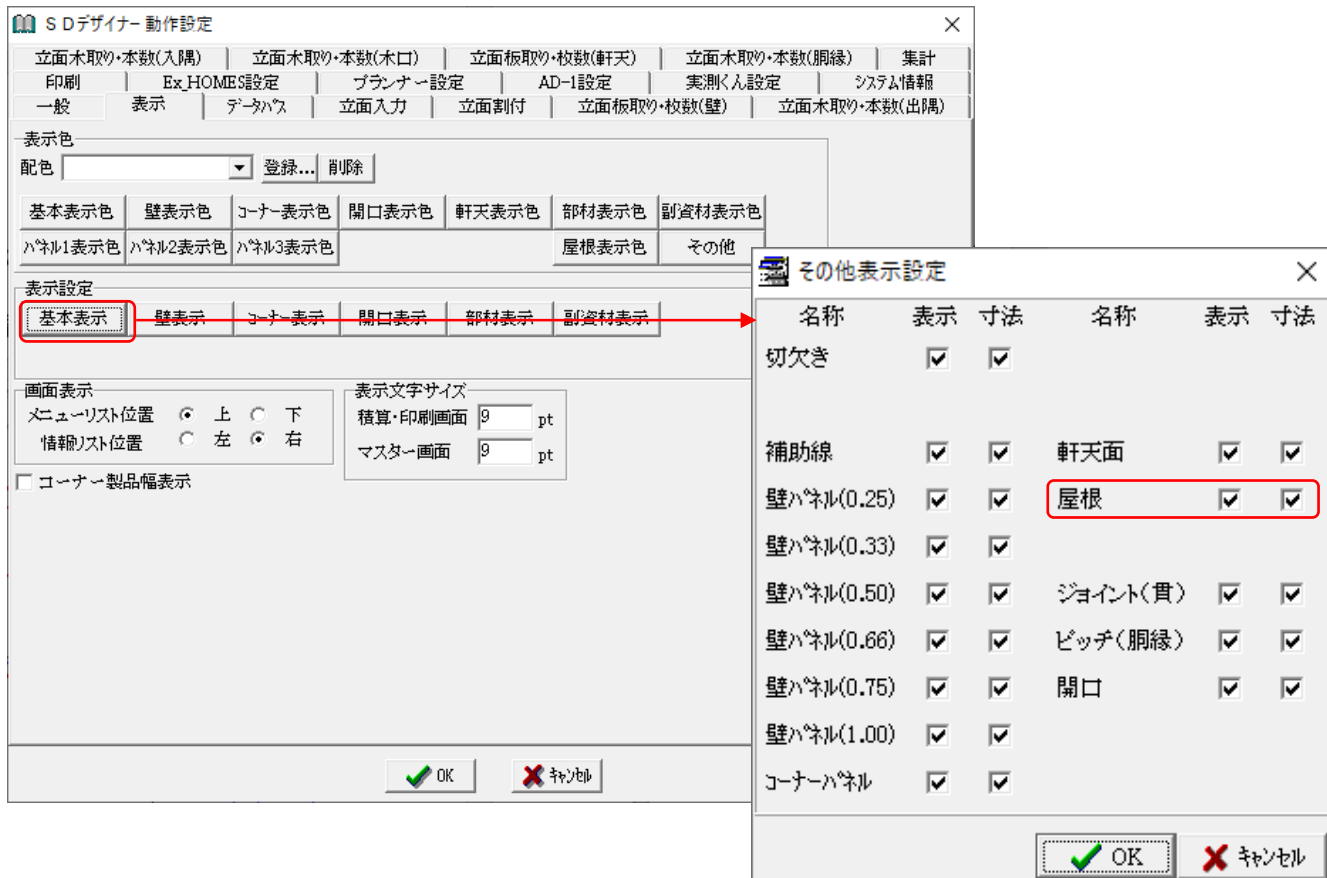 ＳＤデザイナー 動作設定
立面木取り・本数(入隅) 立面木取り・本数(木口) 立面板取り・枚数(軒天) 立面木取り・本数(胴縁) 集計
印刷 Ex_HOMES設定 プランナー設定 AD-1設定 実測くん設定 システム情報
一般 表示 データパス 立面入力 立面割付 立面板取り・枚数(壁) 立面木取り・本数(出隅)
表示色
配色 登録... 削除
基本表示色 壁表示色 コーナー表示色 開口表示色 軒天表示色 部材表示色 副資材表示色
パネル1表示色 パネル2表示色 パネル3表示色 屋根表示色 その他
表示設定
基本表示 壁表示 コーナー表示 開口表示 部材表示 副資材表示
画面表示
メニューリスト位置 上 下
情報リスト位置 左 右
表示文字サイズ
積算・印刷画面 9 pt
マスター画面 9 pt
コーナー製品幅表示
OK キャンセル
その他表示設定
名称 表示 寸法 名称 表示 寸法
切欠き
補助線 軒天面
壁パネル(0.25) 屋根
壁パネル(0.33)
壁パネル(0.50) ジョイント(貫)
壁パネル(0.66) ピッチ(胴縁)
壁パネル(0.75) 開口
壁パネル(1.00)
コーナーパネル
OK キャンセル